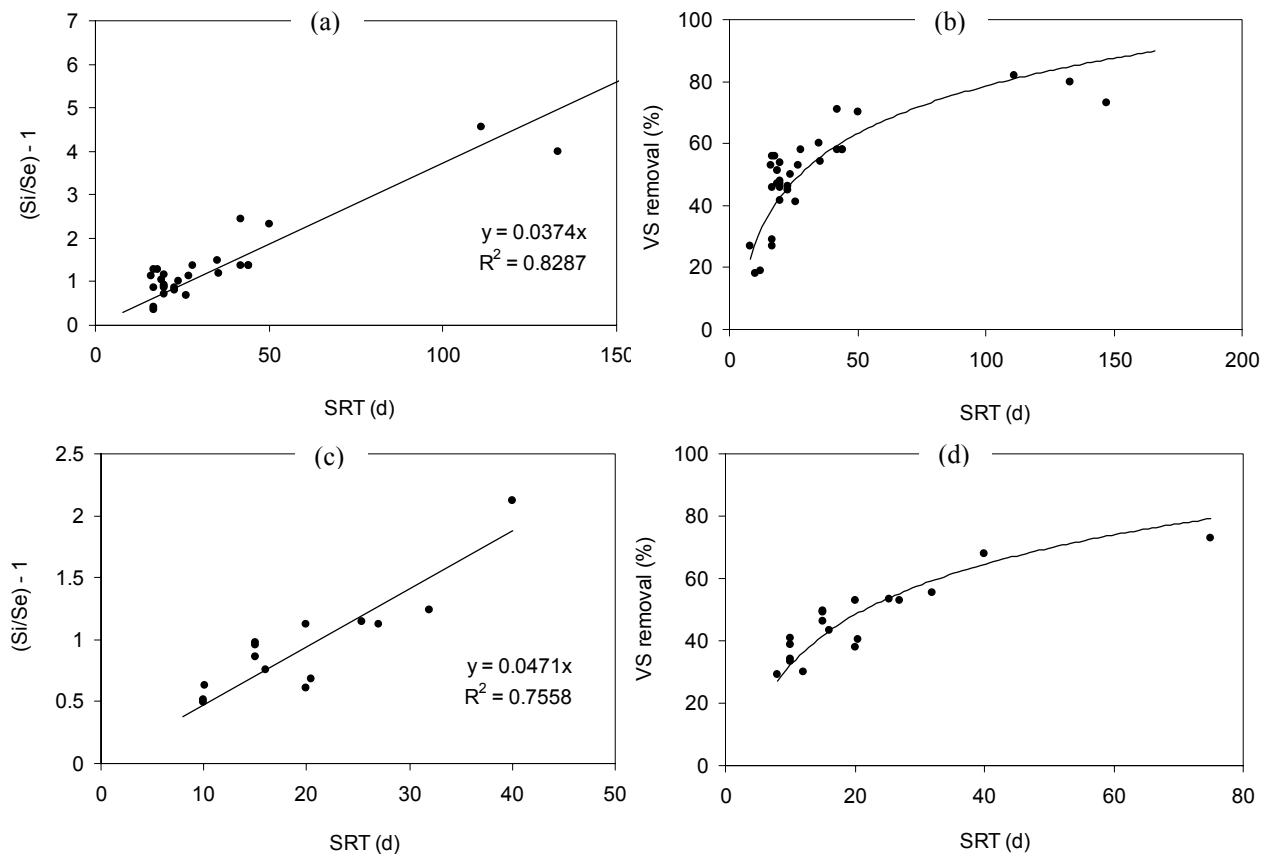 (a)
7
6
5
4
3
2
1
0
(Si/Se) - 1
y = 0.0374x
R² = 0.8287
0 50 100 150
SRT (d)
(b)
100
80
60
40
20
0
VS removal (%)
0 50 100 150 200
SRT (d)
(c)
2.5
2
1.5
1
0.5
0
(Si/Se) - 1
y = 0.0471x
R² = 0.7558
0 10 20 30 40 50
SRT (d)
(d)
100
80
60
40
20
0
VS removal (%)
0 20 40 60 80
SRT (d)